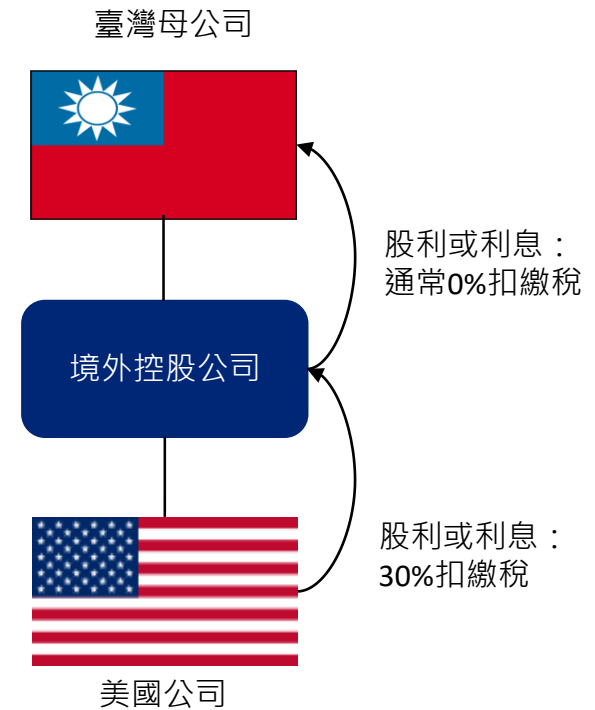 臺灣母公司
股利或利息：
通常0%扣繳稅
境外控股公司
股利或利息：
30%扣繳稅
美國公司